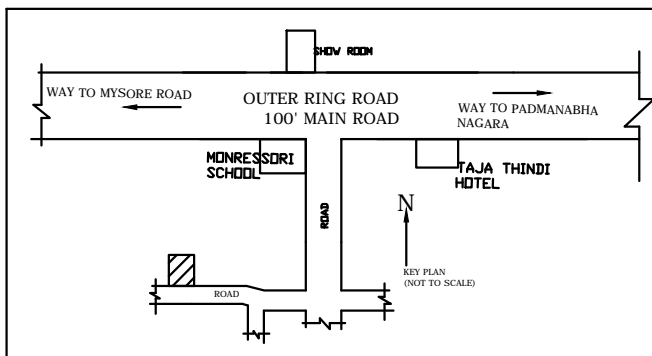 SHOW ROOM
WAY TO MYSORE ROAD
OUTER RING ROAD
100' MAIN ROAD
WAY TO PADMANABHA
NAGARA
MONRESSORI
SCHOOL
TAJA THINDI
HOTEL
ROAD
N
KEY PLAN
(NOT TO SCALE)
ROAD